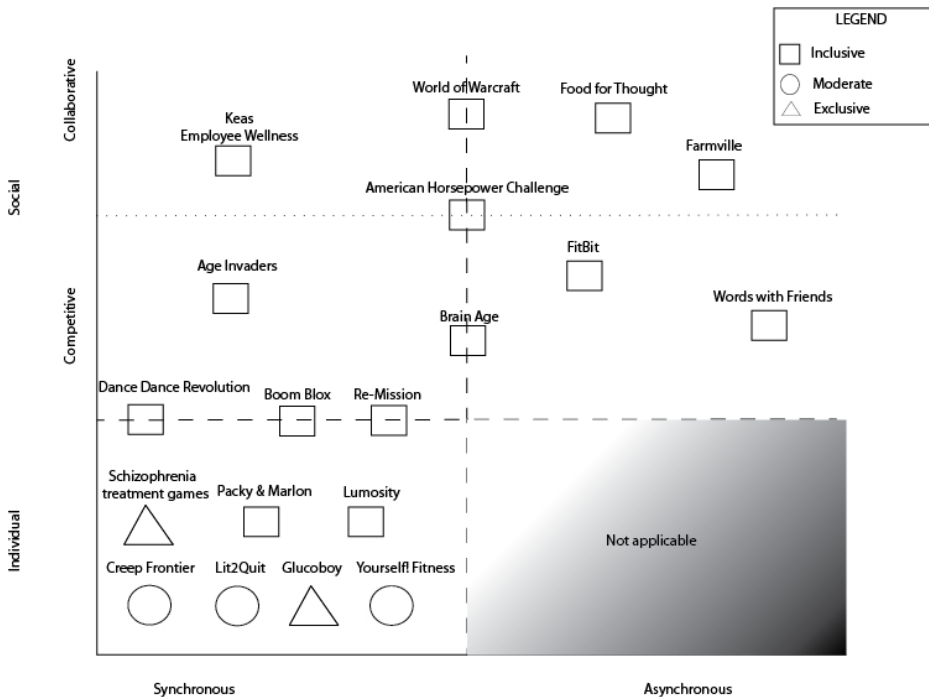 LEGEND
Inclusive
Moderate
Exclusive
Collaborative
Social
Competitive
Individual
World of Warcraft
Food for Thought
Keas
Employee Wellness
Farmville
American Horsepower Challenge
FitBit
Age Invaders
Words with Friends
Brain Age
Dance Dance Revolution
Boom Blox
Re-Mission
Schizophrenia
treatment games
Packy & Marlon
Lumosity
Not applicable
Creep Frontier
Lit2Quit
Glucoboy
Yourself! Fitness
Synchronous
Asynchronous